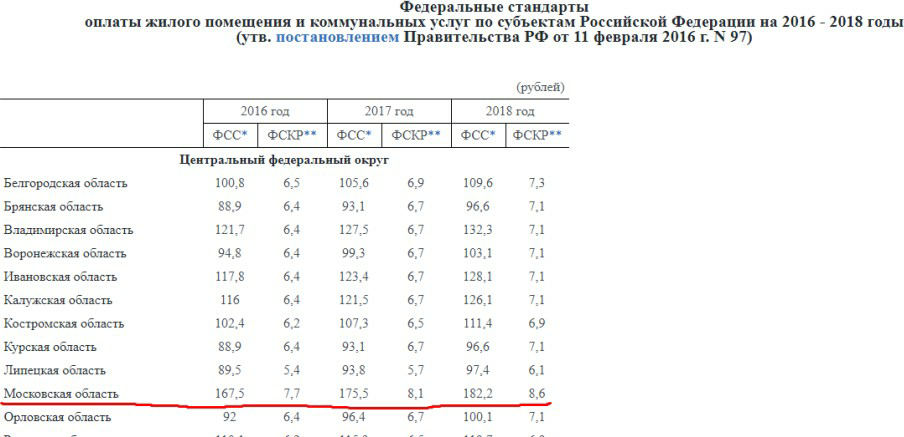 Федеральные стандарты
оплаты жилого помещения и коммунальных услуг по субъектам Российской Федерации на 2016 - 2018 годы
(утв. постановлением Правительства РФ от 11 февраля 2016 г. N 97)
(рублей)
2016 год 2017 год 2018 год
ФСС* ФСКР** ФСС* ФСКР** ФСС* ФСКР**
Центральный федеральный округ
Белгородская область 100,8 6,5 105,6 6,9 109,6 7,3
Брянская область 88,9 6,4 93,1 6,7 96,6 7,1
Владимирская область 121,7 6,4 127,5 6,7 132,3 7,1
Воронежская область 94,8 6,4 99,3 6,7 103,1 7,1
Ивановская область 117,8 6,4 123,4 6,7 128,1 7,1
Калужская область 116 6,4 121,5 6,7 126,1 7,1
Костромская область 102,4 6,2 107,3 6,5 111,4 6,9
Курская область 88,9 6,4 93,1 6,7 96,6 7,1
Липецкая область 89,5 5,4 93,8 5,7 97,4 6,1
Московская область 167,5 7,7 175,5 8,1 182,2 8,6
Орловская область 92 6,4 96,4 6,7 100,1 7,1